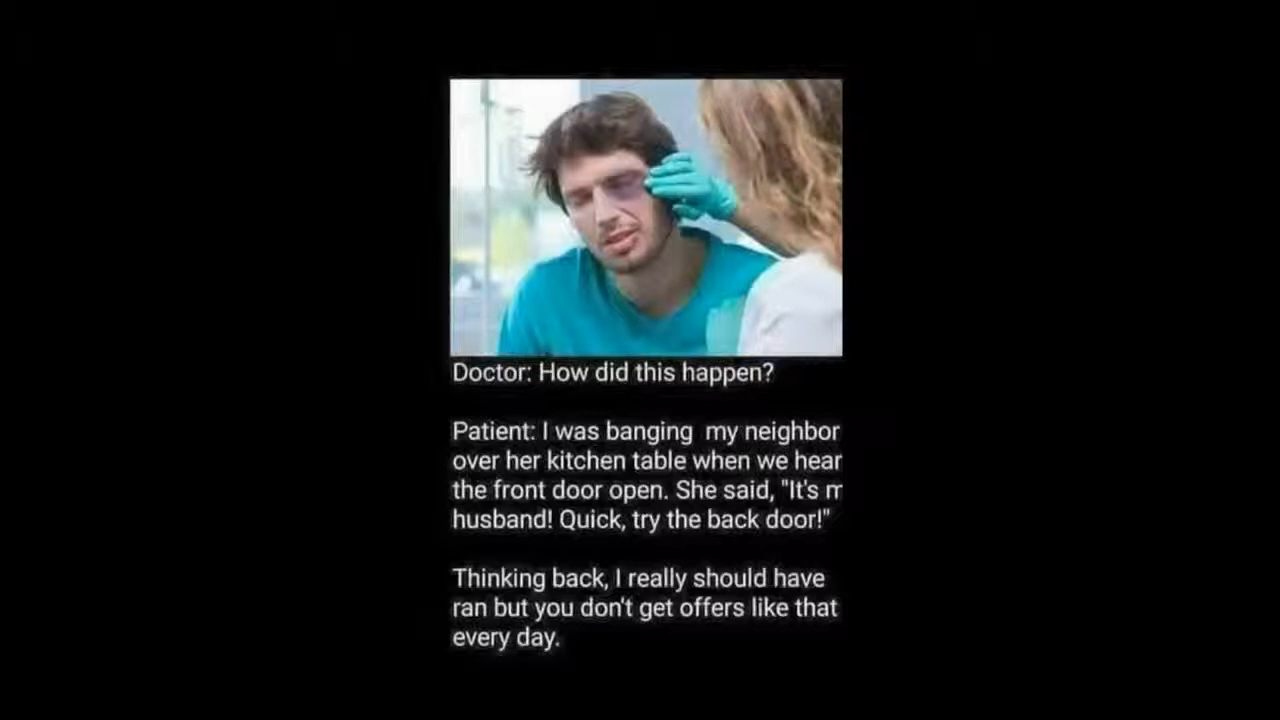 Doctor: How did this happen?
Patient: I was banging  my neighbor
over her kitchen table when we hear
the front door open. She said, "It's m
husband! Quick, try the back door!"
Thinking back, I really should have
ran but you don't get offers like that
every day.